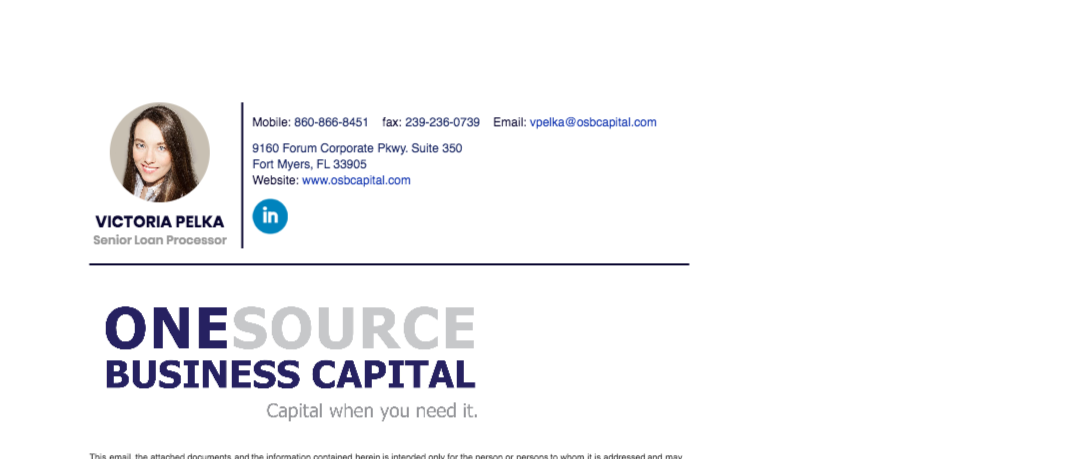 Mobile: 860-866-8451 fax: 239-236-0739 Email: vpelka@osbcapital.com
9160 Forum Corporate Pkwy. Suite 350
Fort Myers, FL 33905
Website: www.osbcapital.com
in
VICTORIA PELKA
Senior Loan Processor
ONESOURCE
BUSINESS CAPITAL
Capital when you need it.
This email, the attached documents and the information contained herein is intended only for the person or persons to whom it is addressed and may